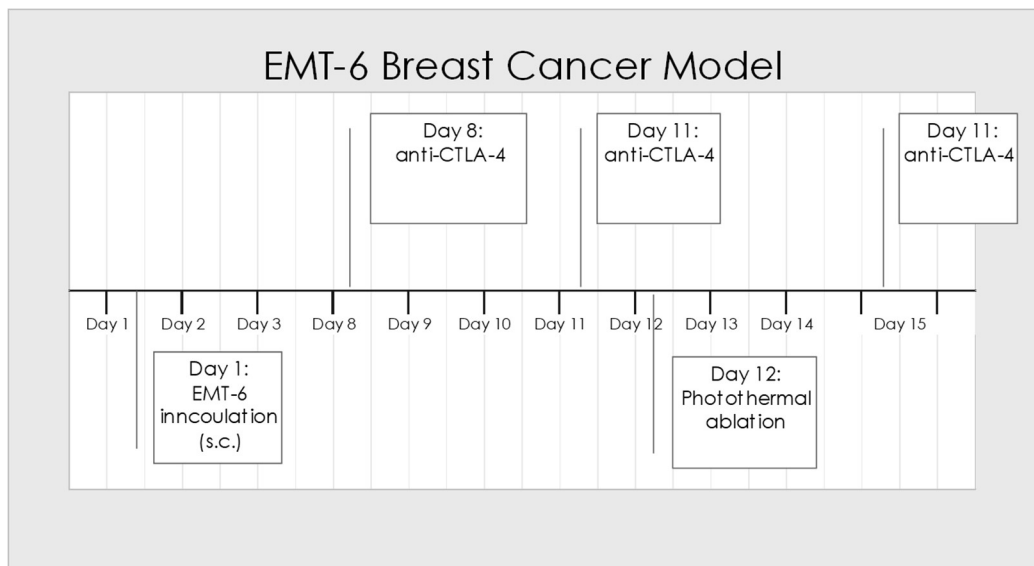 EMT-6 Breast Cancer Model
Day 8:
anti-CTLA-4
Day 11:
anti-CTLA-4
Day 11:
anti-CTLA-4
Day 1
Day 2
Day 3
Day 8
Day 9
Day 10
Day 11
Day 12
Day 13
Day 14
Day 15
Day 1:
EMT-6
inncoulation
(s.c.)
Day 12:
Photothermal
ablation